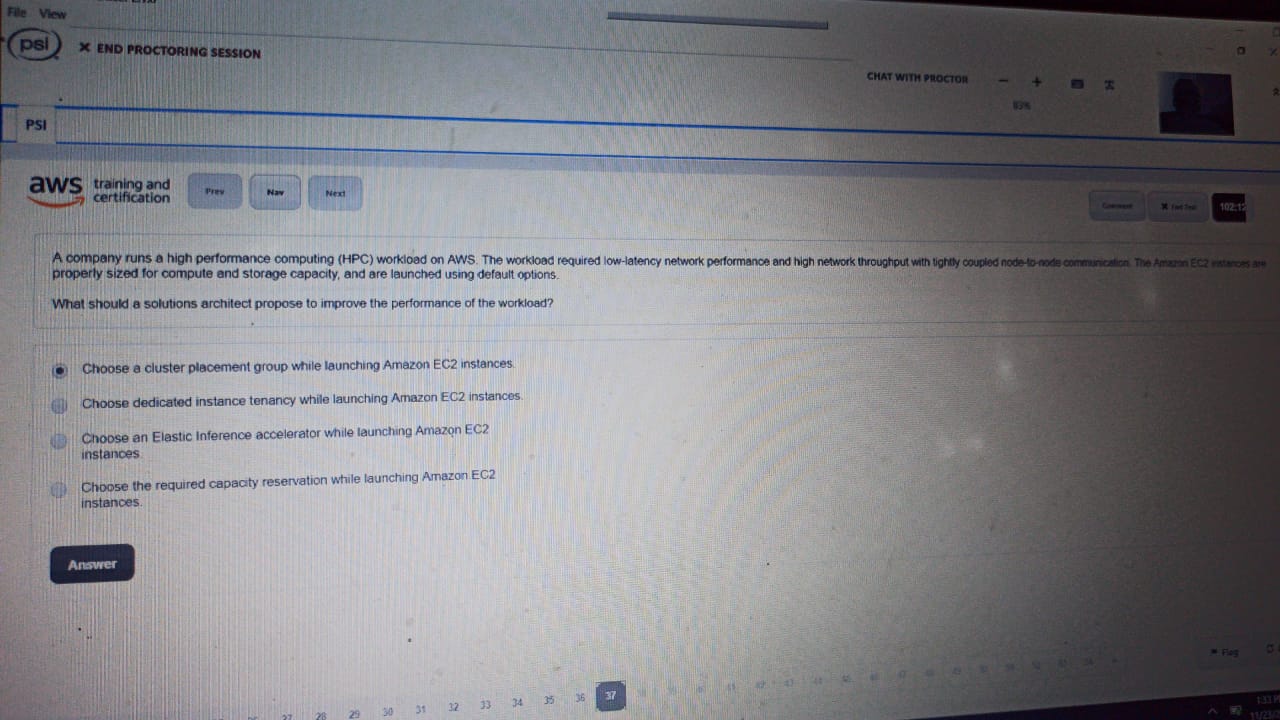 File View
psi
✕ END PROCTORING SESSION
CHAT WITH PROCTOR
83%
PSI
aws training and
certification
Prev
Nav
Next
Comment
✕ End Test
102:12
A company runs a high performance computing (HPC) workload on AWS. The workload required low-latency network performance and high network throughput with tightly coupled node-to-node communication. The Amazon EC2 instances are
properly sized for compute and storage capacity, and are launched using default options.
What should a solutions architect propose to improve the performance of the workload?
Choose a cluster placement group while launching Amazon EC2 instances.
Choose dedicated instance tenancy while launching Amazon EC2 instances.
Choose an Elastic Inference accelerator while launching Amazon EC2
instances.
Choose the required capacity reservation while launching Amazon EC2
instances.
Answer
Flag
27 28 29 30 31 32 33 34 35 36 37
1:33